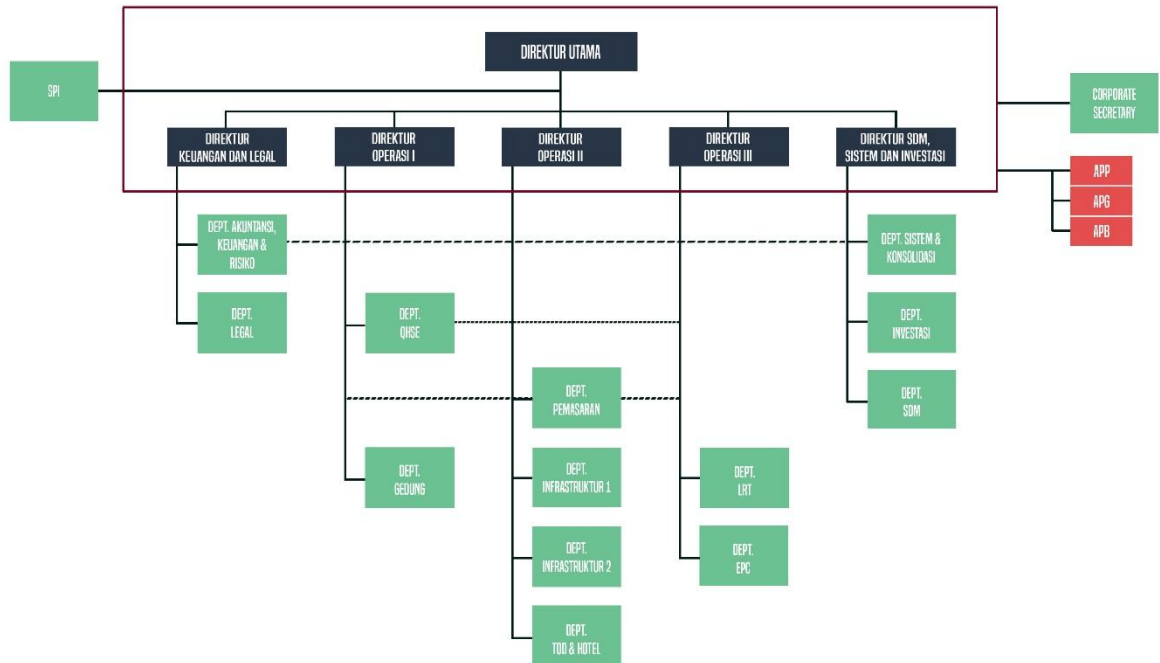 DIREKTUR UTAMA
SPI
CORPORATE
SECRETARY
DIREKTUR
KEUANGAN DAN LEGAL
DIREKTUR
OPERASI I
DIREKTUR
OPERASI II
DIREKTUR
OPERASI III
DIREKTUR SDM,
SISTEM DAN INVESTASI
APP
APG
APB
DEPT. AKUNTANSI,
KEUANGAN &
RISIKO
DEPT. SISTEM &
KONSOLIDASI
DEPT.
LEGAL
DEPT.
QHSE
DEPT.
INVESTASI
DEPT.
PEMASARAN
DEPT.
SDM
DEPT.
GEDUNG
DEPT.
INFRASTRUKTUR 1
DEPT.
LRT
DEPT.
INFRASTRUKTUR 2
DEPT.
EPC
DEPT.
TOD & HOTEL